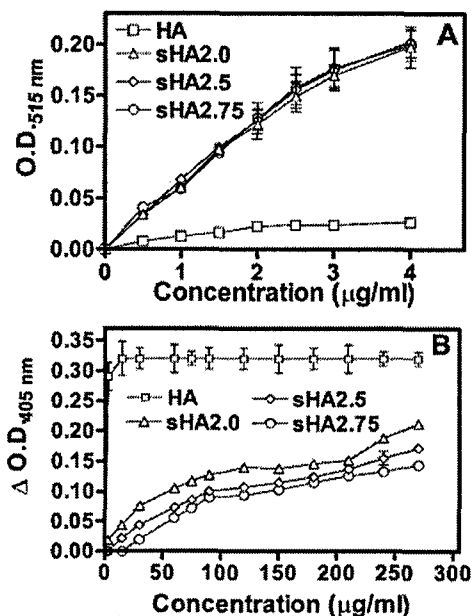 A
HA
sHA2.0
sHA2.5
sHA2.75
O.D.515 nm
0.20
0.15
0.10
0.05
0.00
0 1 2 3 4
Concentration (μg/ml)
B
0.35
0.30
0.25
0.20
0.15
0.10
0.05
0.00
HA sHA2.5
sHA2.0 sHA2.75
Δ O.D.405 nm
0 50 100 150 200 250 300
Concentration (μg/ml)